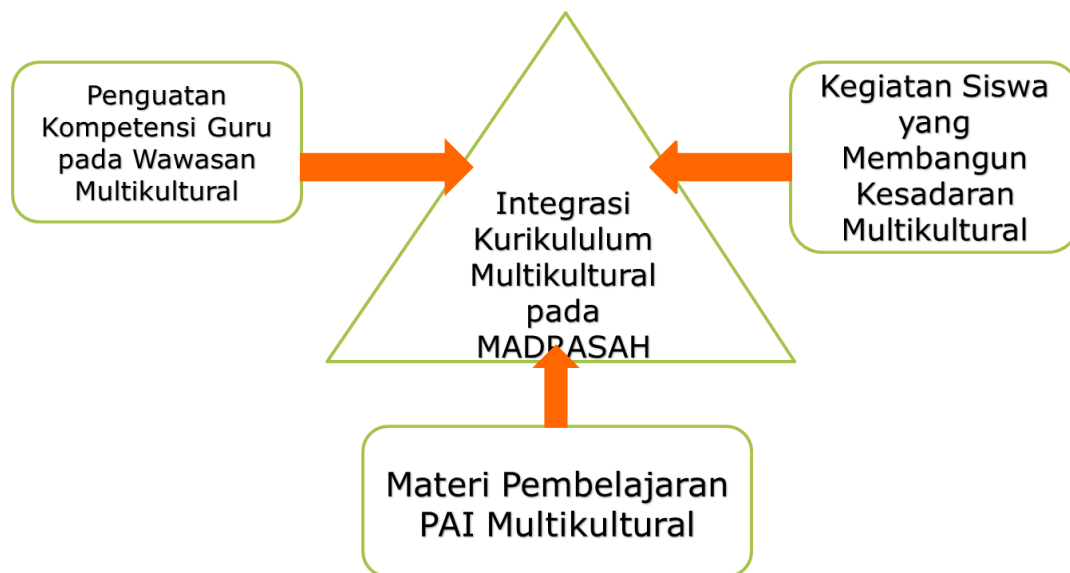 Penguatan
Kompetensi Guru
pada Wawasan
Multikultural
Kegiatan Siswa
yang
Membangun
Kesadaran
Multikultural
Integrasi
Kurikululum
Multikultural
pada
MADRASAH
Materi Pembelajaran
PAI Multikultural